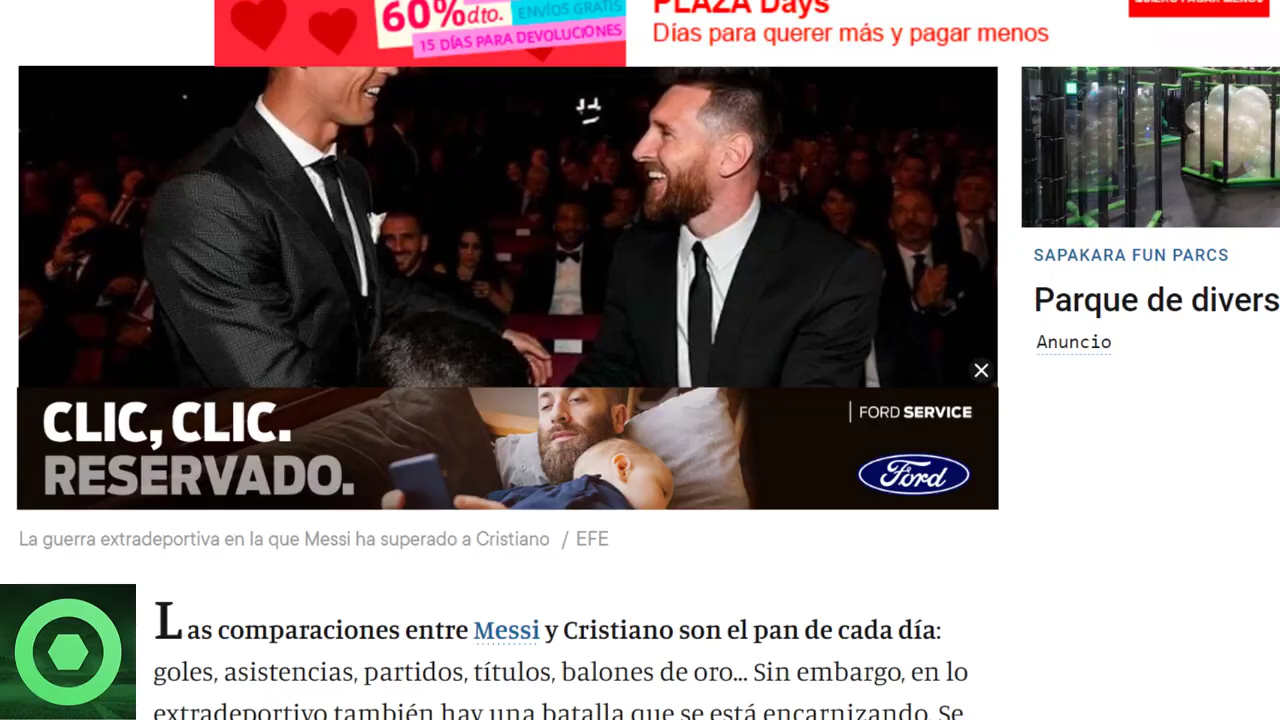 60% dto.
ENVÍOS GRATIS
15 DÍAS PARA DEVOLUCIONES
PLAZA Days
Días para querer más y pagar menos
CLIC, CLIC.
RESERVADO.
FORD SERVICE
Ford
SAPAKARA FUN PARCS
Parque de divers
Anuncio
La guerra extradeportiva en la que Messi ha superado a Cristiano / EFE
Las comparaciones entre Messi y Cristiano son el pan de cada día:
goles, asistencias, partidos, títulos, balones de oro... Sin embargo, en lo
extradeportivo también hay una batalla que se está encarnizando. Se